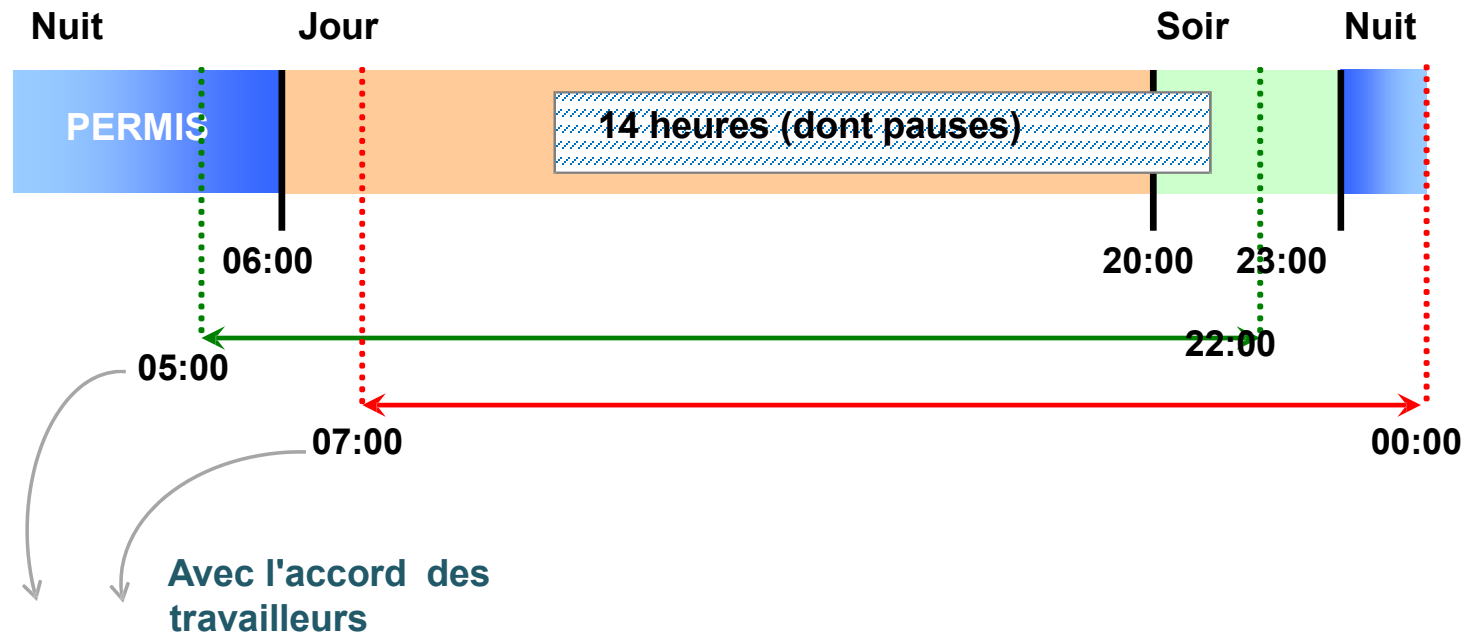 Nuit
Jour
Soir
Nuit
PERMIS
14 heures (dont pauses)
06:00
20:00
23:00
22:00
05:00
07:00
00:00
Avec l'accord des
travailleurs